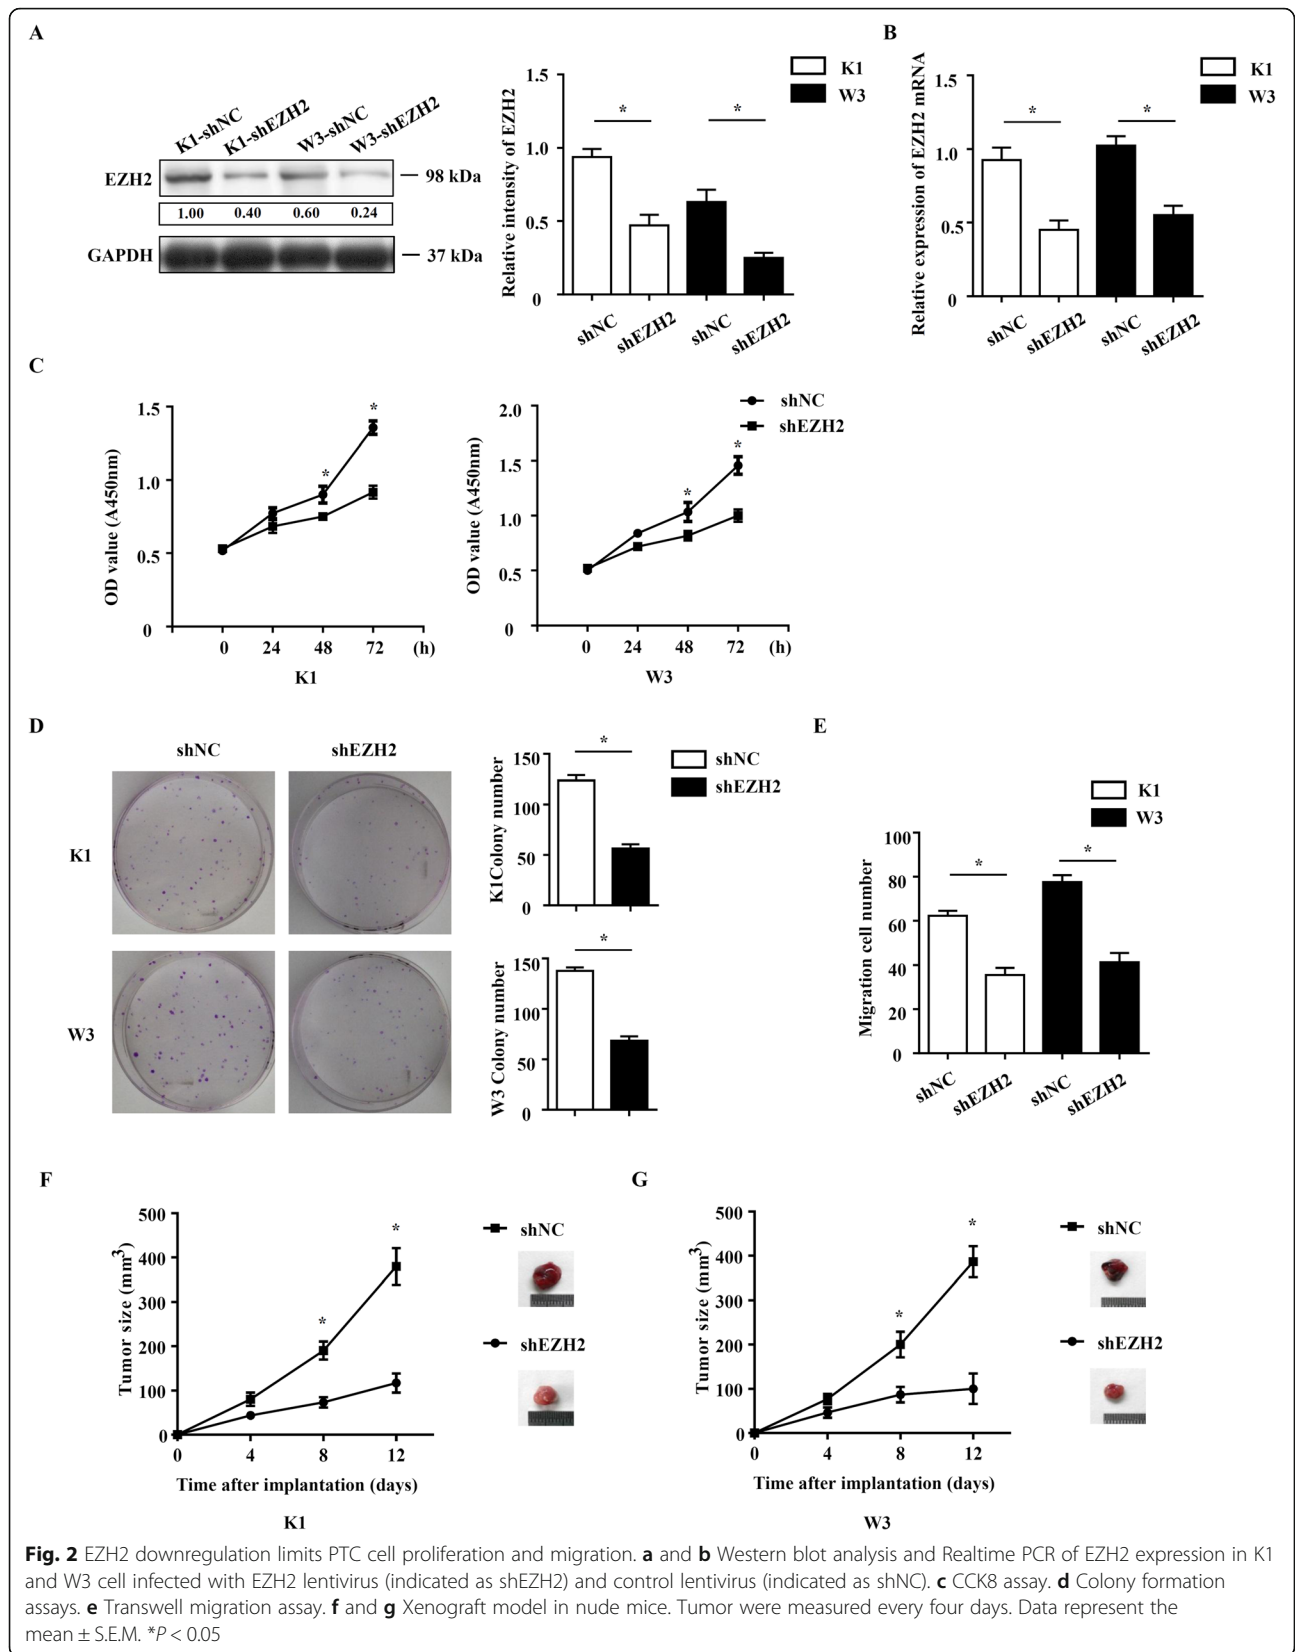 A
K1-shNC
K1-shEZH2
W3-shNC
W3-shEZH2
EZH2
98 kDa
1.00 0.40 0.60 0.24
GAPDH
37 kDa
Relative intensity of EZH2
1.5
1.0
0.5
0
* *
K1
W3
shNC shEZH2 shNC shEZH2
B
Relative expression of EZH2 mRNA
1.5
1.0
0.5
0
* *
K1
W3
shNC shEZH2 shNC shEZH2
C
OD value (A450nm)
1.5
1.0
0.5
0
* *
0 24 48 72 (h)
K1
OD value (A450nm)
2.0
1.5
1.0
0.5
0
* *
shNC
shEZH2
0 24 48 72 (h)
W3
D
shNC shEZH2
K1
W3
K1Colony number
150
100
50
0
*
shNC
shEZH2
W3 Colony number
150
100
50
0
*
E
K1
W3
Migration cell number
100
80
60
40
20
0
* *
shNC shEZH2 shNC shEZH2
F
Tumor size (mm3)
500
400
300
200
100
0
* *
0 4 8 12
Time after implantation (days)
K1
shNC
shEZH2
G
Tumor size (mm3)
500
400
300
200
100
0
* *
0 4 8 12
Time after implantation (days)
W3
shNC
shEZH2
Fig. 2 EZH2 downregulation limits PTC cell proliferation and migration. a and b Western blot analysis and Realtime PCR of EZH2 expression in K1
and W3 cell infected with EZH2 lentivirus (indicated as shEZH2) and control lentivirus (indicated as shNC). c CCK8 assay. d Colony formation
assays. e Transwell migration assay. f and g Xenograft model in nude mice. Tumor were measured every four days. Data represent the
mean ± S.E.M. *P < 0.05